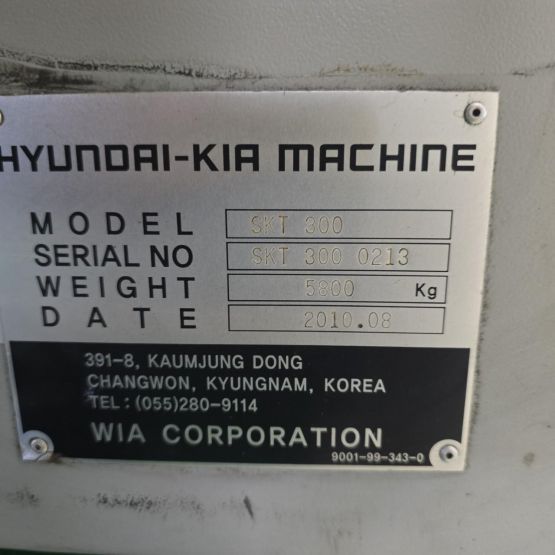 HYUNDAI-KIA MACHINE
MODEL SKT 300
SERIAL NO SKT 300 0213
WEIGHT 5800 Kg
DATE 2010.08
391-8, KAUMJUNG DONG
CHANGWON, KYUNGNAM, KOREA
TEL: (055)280-9114
WIA CORPORATION
9001-99-343-0